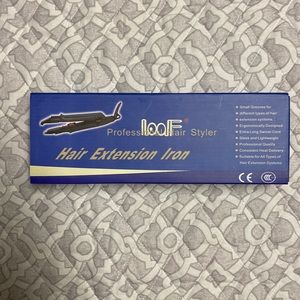 loof®
Professional Hair Styler
Hair Extension Iron
Small Grooves for
different types of hair
extension systems
Ergonomically Designed
Extra Long Swivel Cord
Sleek and Lightweight
Professional Quality
Consistent Heat Delivery
Suitable for All Types of
Hair Extension Systems
CE